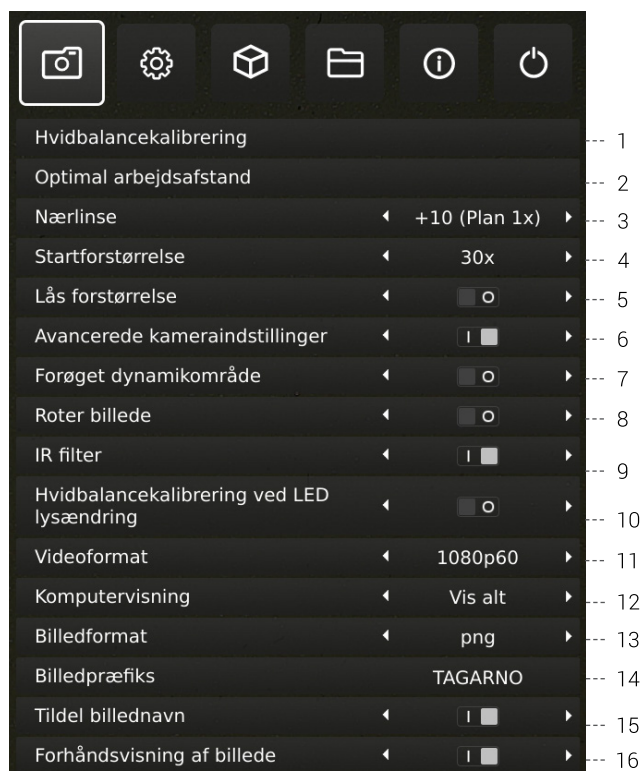 Hvidbalancekalibrering --- 1
Optimal arbejdsafstand --- 2
Nærlinse +10 (Plan 1x) --- 3
Startforstørrelse 30x --- 4
Lås forstørrelse --- 5
Avancerede kameraindstillinger --- 6
Forøget dynamikområde --- 7
Roter billede --- 8
IR filter --- 9
Hvidbalancekalibrering ved LED
lysændring --- 10
Videoformat 1080p60 --- 11
Komputervisning Vis alt --- 12
Billedformat png --- 13
Billedpræfiks TAGARNO --- 14
Tildel billednavn --- 15
Forhåndsvisning af billede --- 16